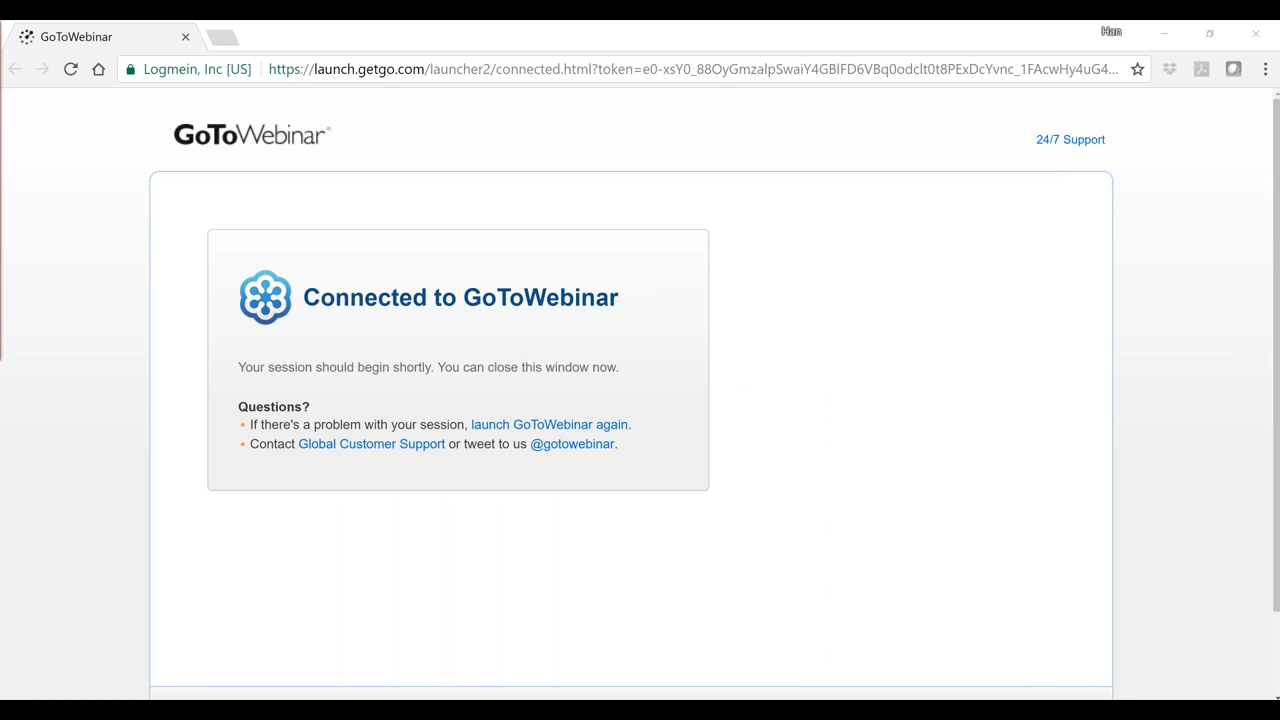 GoToWebinar
Han
Logmein, Inc [US]
https://launch.getgo.com/launcher2/connected.html?token=e0-xsY0_88OyGmzalpSwaiY4GBlFD6VBq0odclt0t8PExDcYvnc_1FAcwHy4uG4...
GoToWebinar®
24/7 Support
Connected to GoToWebinar
Your session should begin shortly. You can close this window now.
Questions?
If there's a problem with your session, launch GoToWebinar again.
Contact Global Customer Support or tweet to us @gotowebinar.